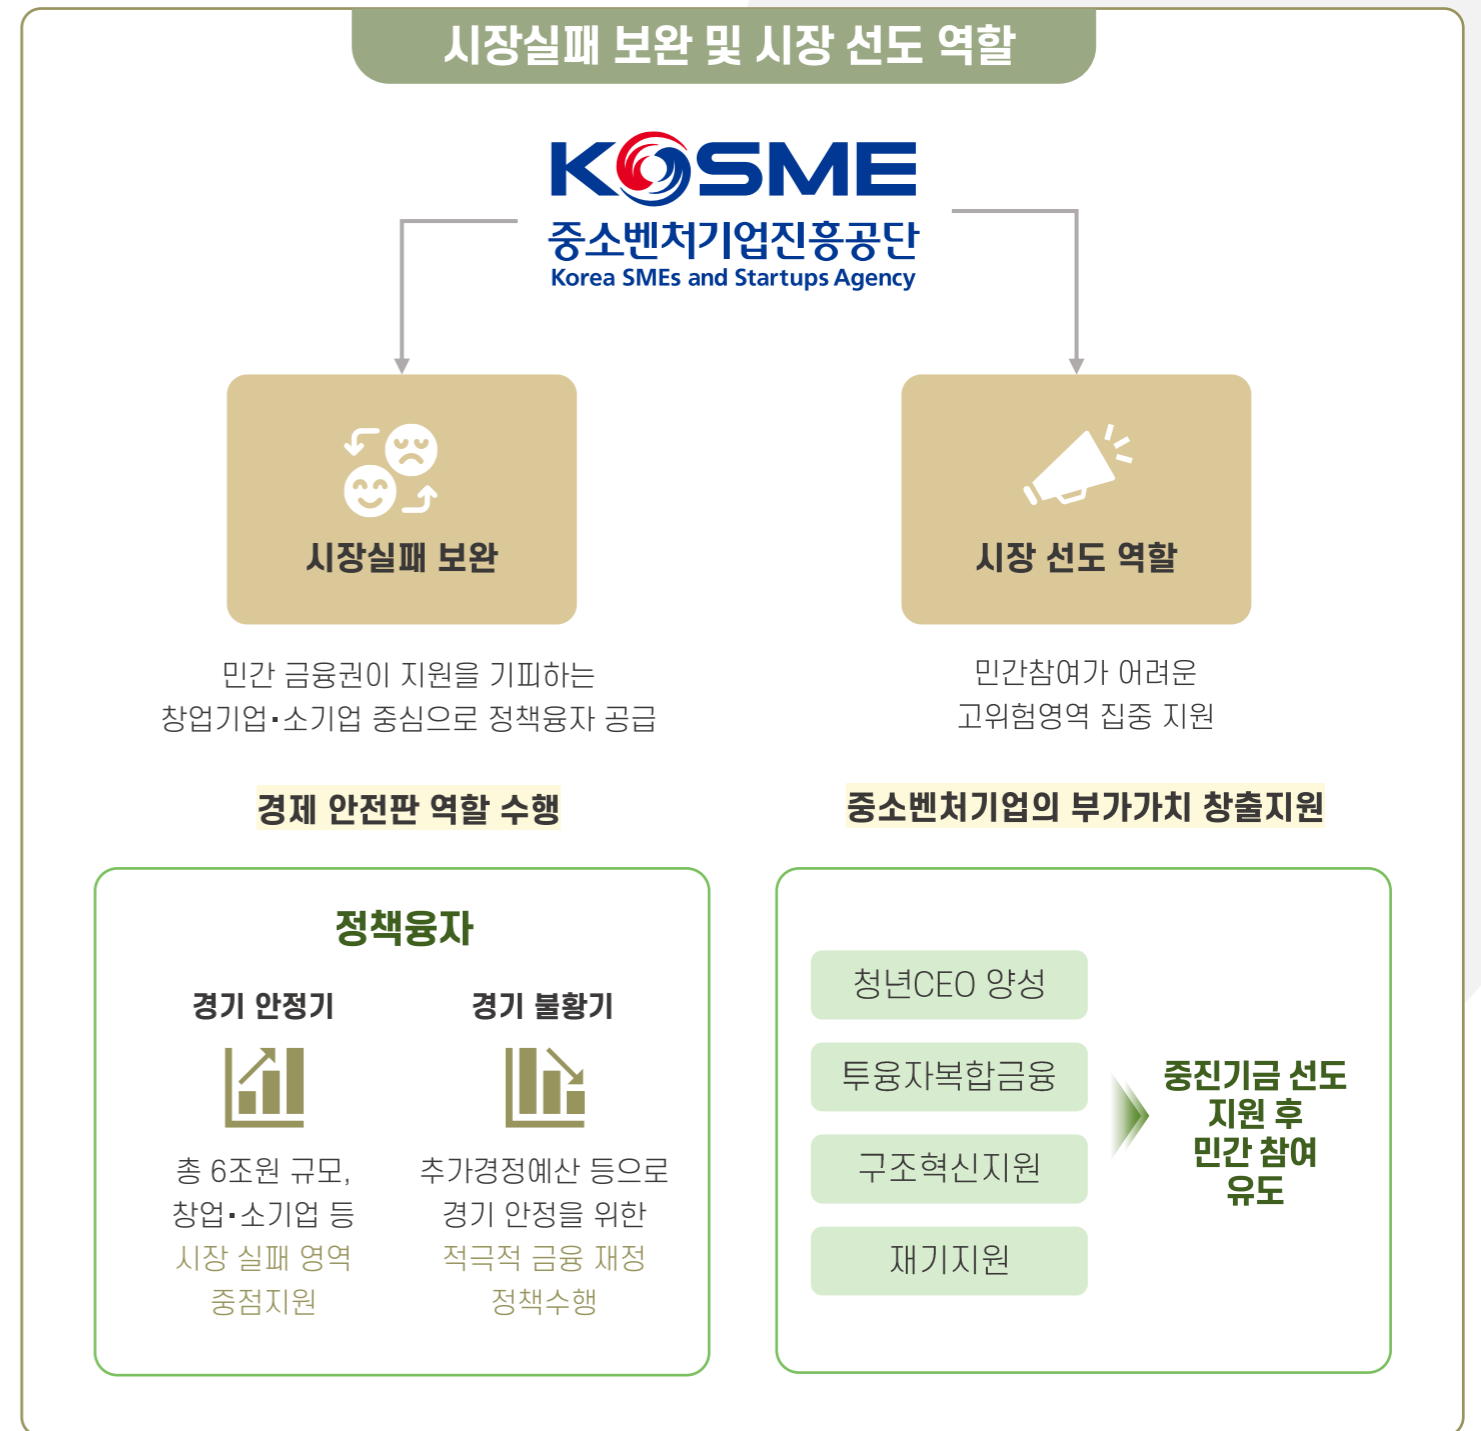 시장실패 보완 및 시장 선도 역할
KOSME
중소벤처기업진흥공단
Korea SMEs and Startups Agency
시장실패 보완
민간 금융권이 지원을 기피하는
창업기업·소기업 중심으로 정책융자 공급
경제 안전판 역할 수행
정책융자
경기 안정기
총 6조원 규모,
창업·소기업 등
시장 실패 영역
중점지원
경기 불황기
추가경정예산 등으로
경기 안정을 위한
적극적 금융 재정
정책수행
시장 선도 역할
민간참여가 어려운
고위험영역 집중 지원
중소벤처기업의 부가가치 창출지원
청년CEO 양성
투융자복합금융
구조혁신지원
재기지원
중진기금 선도
지원 후
민간 참여
유도